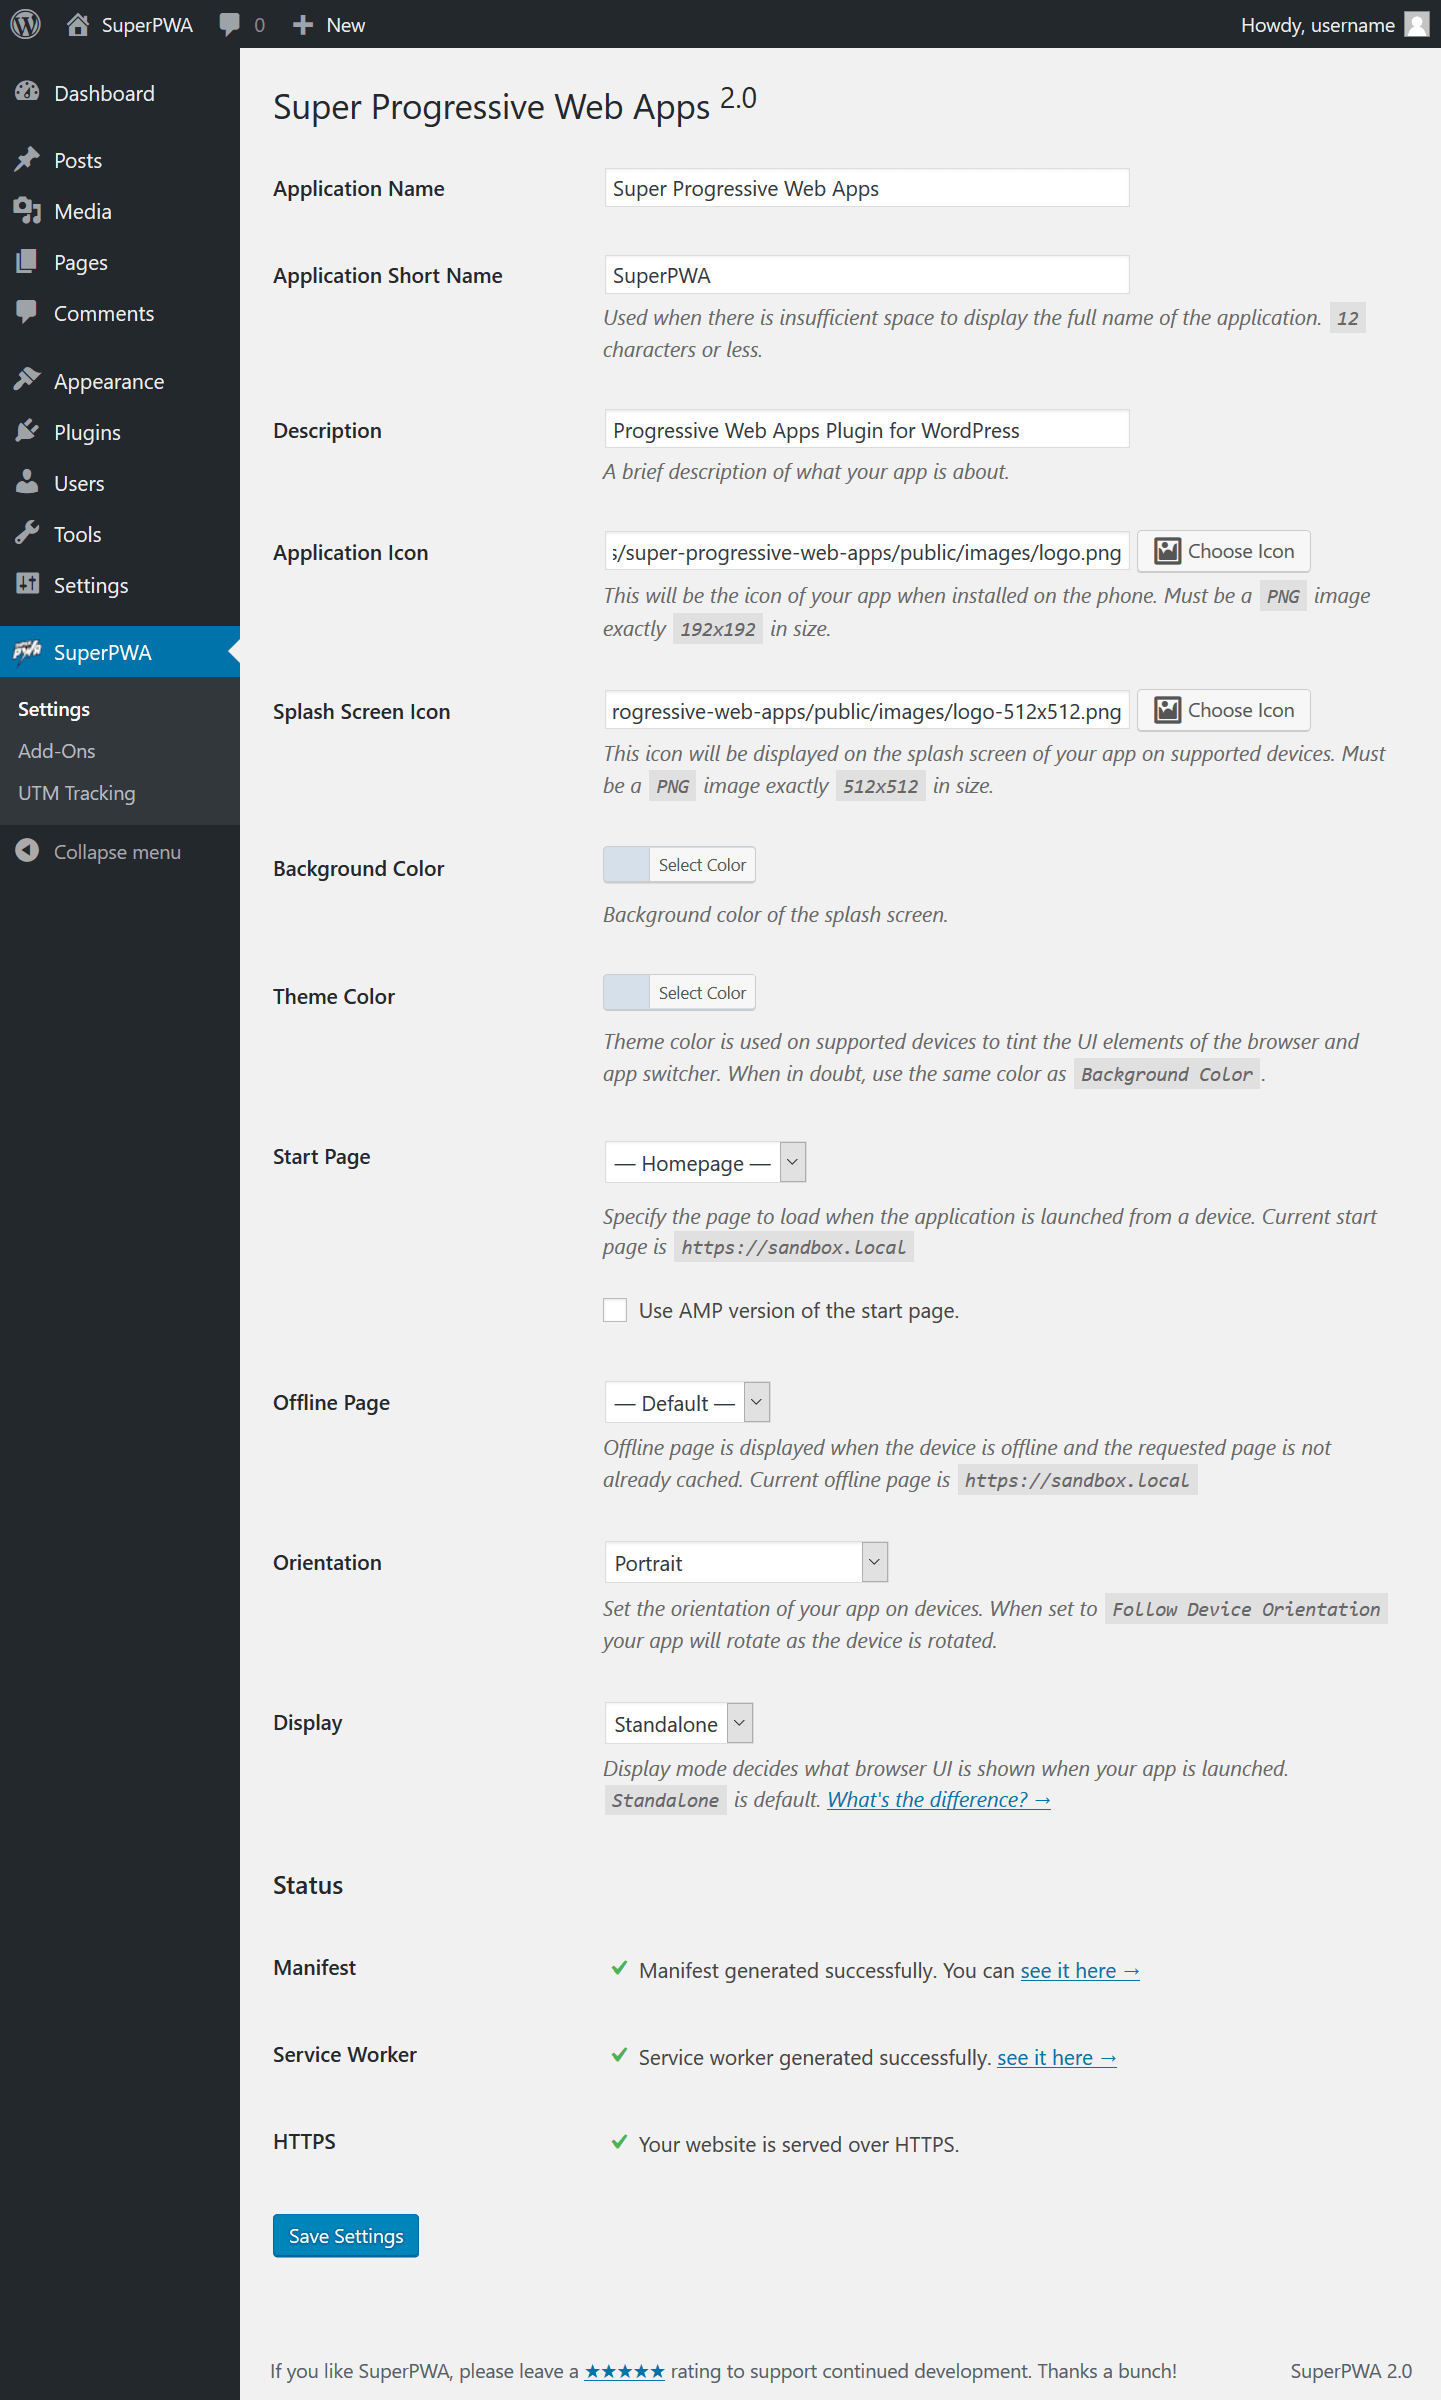 SuperPWA 0 New Howdy, username
Dashboard
Posts
Media
Pages
Comments
Appearance
Plugins
Users
Tools
Settings
SuperPWA
Settings
Add-Ons
UTM Tracking
Collapse menu
Super Progressive Web Apps 2.0
Application Name Super Progressive Web Apps
Application Short Name SuperPWA
Used when there is insufficient space to display the full name of the application. 12
characters or less.
Description Progressive Web Apps Plugin for WordPress
A brief description of what your app is about.
Application Icon s/super-progressive-web-apps/public/images/logo.png Choose Icon
This will be the icon of your app when installed on the phone. Must be a PNG image
exactly 192x192 in size.
Splash Screen Icon rogressive-web-apps/public/images/logo-512x512.png Choose Icon
This icon will be displayed on the splash screen of your app on supported devices. Must
be a PNG image exactly 512x512 in size.
Background Color Select Color
Background color of the splash screen.
Theme Color Select Color
Theme color is used on supported devices to tint the UI elements of the browser and
app switcher. When in doubt, use the same color as Background Color.
Start Page — Homepage —
Specify the page to load when the application is launched from a device. Current start
page is https://sandbox.local
Use AMP version of the start page.
Offline Page — Default —
Offline page is displayed when the device is offline and the requested page is not
already cached. Current offline page is https://sandbox.local
Orientation Portrait
Set the orientation of your app on devices. When set to Follow Device Orientation
your app will rotate as the device is rotated.
Display Standalone
Display mode decides what browser UI is shown when your app is launched.
Standalone is default. What's the difference? →
Status
Manifest ✔ Manifest generated successfully. You can see it here →
Service Worker ✔ Service worker generated successfully. see it here →
HTTPS ✔ Your website is served over HTTPS.
Save Settings
If you like SuperPWA, please leave a ★★★★★ rating to support continued development. Thanks a bunch! SuperPWA 2.0